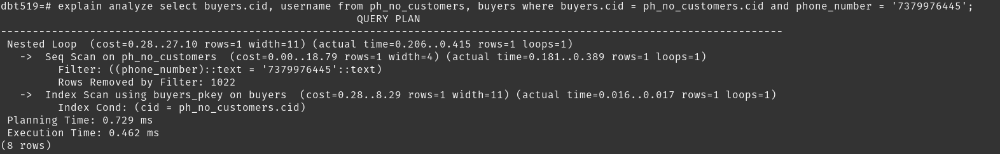 dbt519=# explain analyze select buyers.cid, username from ph_no_customers, buyers where buyers.cid = ph_no_customers.cid and phone_number = '7379976445';
QUERY PLAN
---------------------------------------------------------------------------------------------------------------------------
Nested Loop  (cost=0.28..27.10 rows=1 width=11) (actual time=0.206..0.415 rows=1 loops=1)
->  Seq Scan on ph_no_customers  (cost=0.00..18.79 rows=1 width=4) (actual time=0.181..0.389 rows=1 loops=1)
Filter: ((phone_number)::text = '7379976445'::text)
Rows Removed by Filter: 1022
->  Index Scan using buyers_pkey on buyers  (cost=0.28..8.29 rows=1 width=11) (actual time=0.016..0.017 rows=1 loops=1)
Index Cond: (cid = ph_no_customers.cid)
Planning Time: 0.729 ms
Execution Time: 0.462 ms
(8 rows)